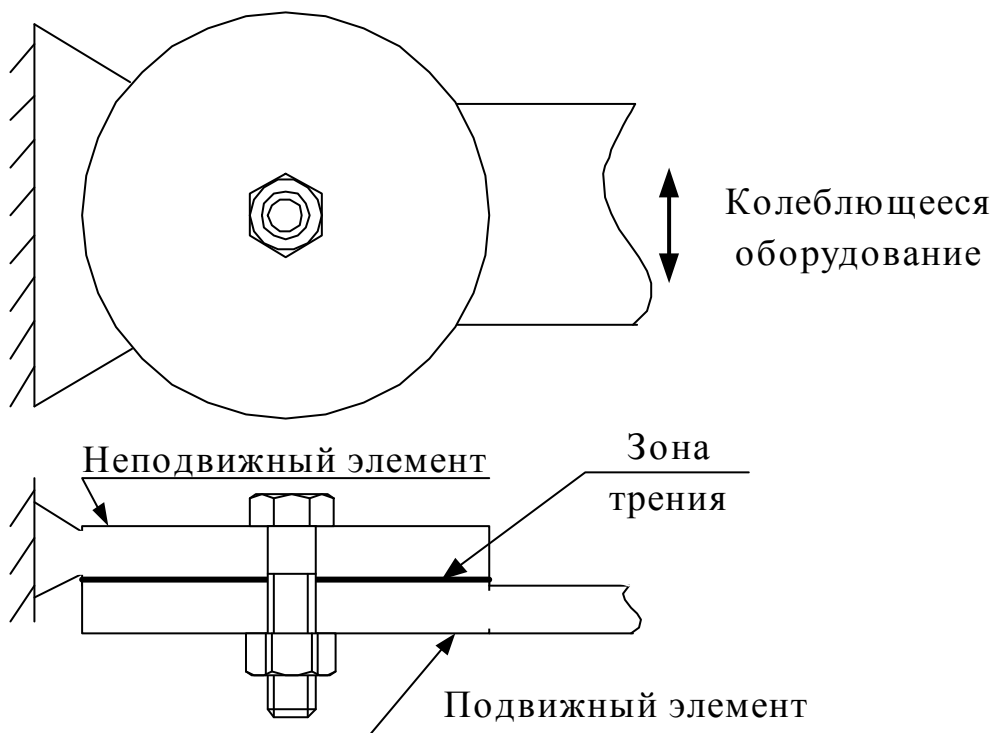 Колеблющееся
оборудование
Неподвижный элемент
Зона
трения
Подвижный элемент